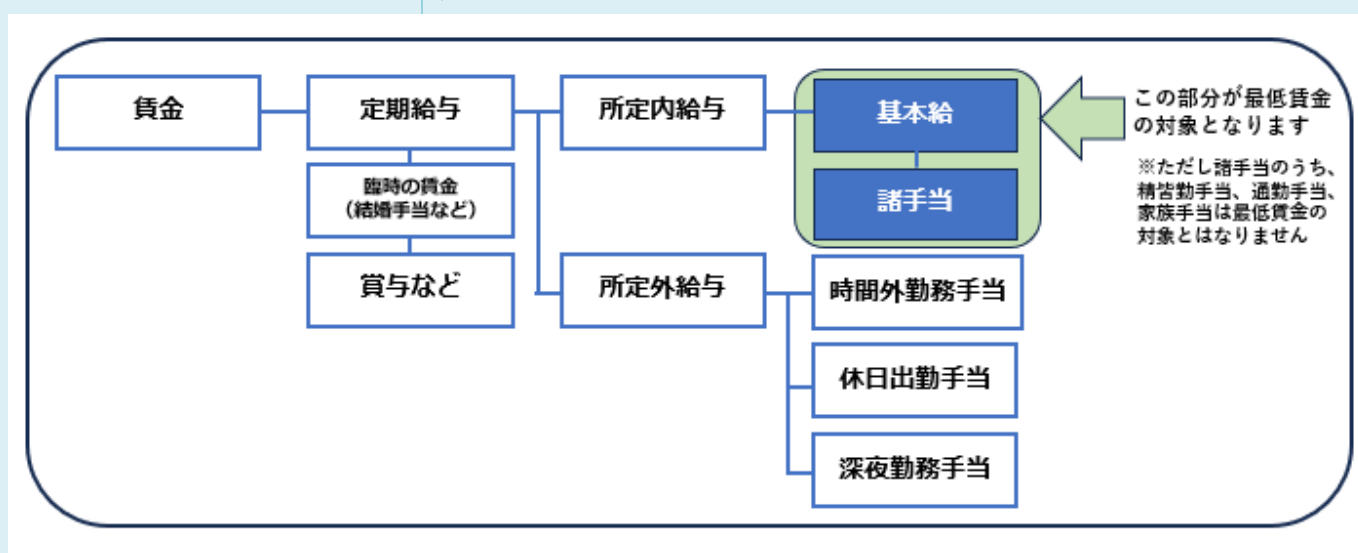 賃金
定期給与
所定内給与
基本給
この部分が最低賃金
の対象となります
臨時の賃金
（結婚手当など）
諸手当
※ただし諸手当のうち、
精皆勤手当、通勤手当、
家族手当は最低賃金の
対象とはなりません
賞与など
所定外給与
時間外勤務手当
休日出勤手当
深夜勤務手当